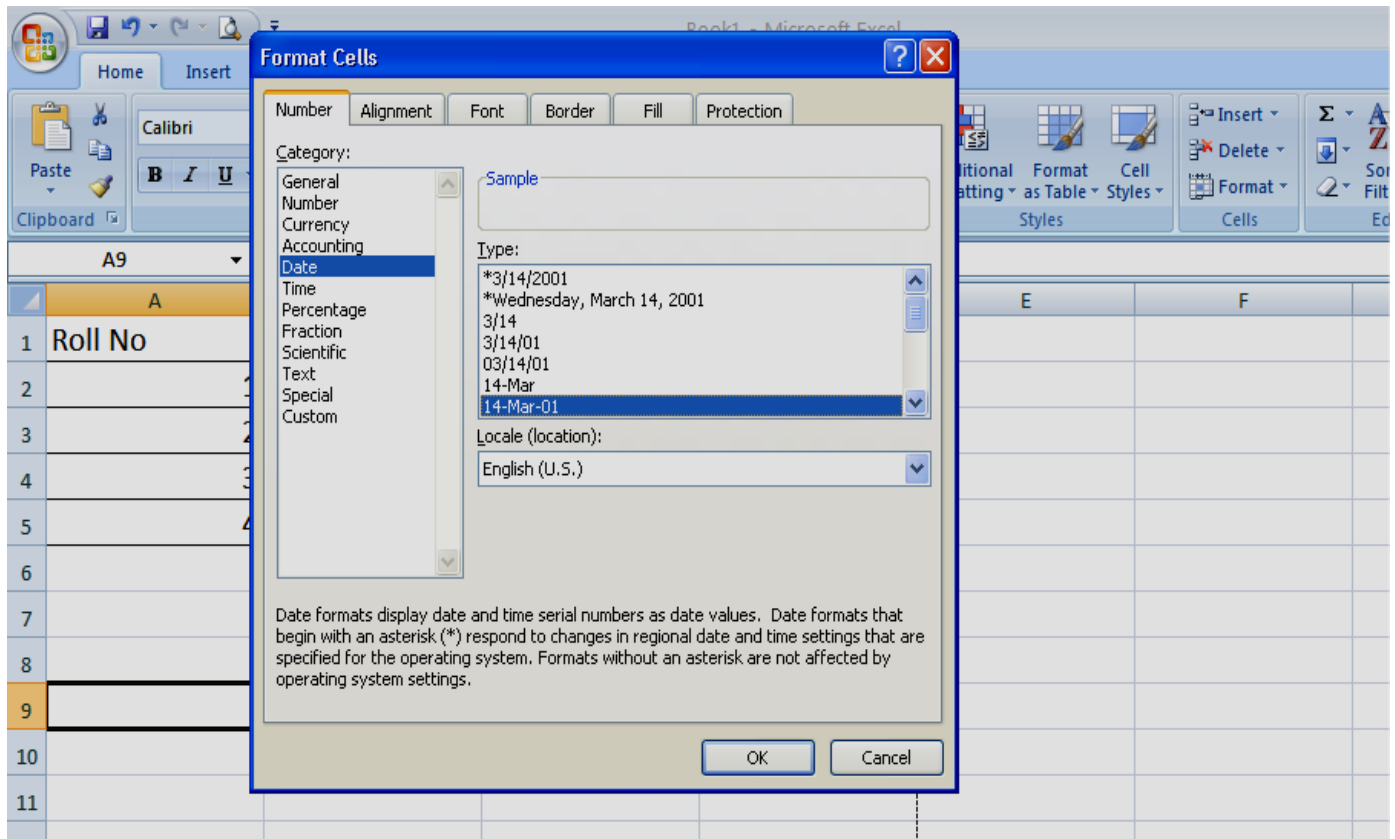 Book1 - Microsoft Excel
Home Insert
Format Cells
Number Alignment Font Border Fill Protection
Calibri
Paste
B I U
Clipboard
Category:
General
Number
Currency
Accounting
Date
Time
Percentage
Fraction
Scientific
Text
Special
Custom
Sample
Type:
*3/14/2001
*Wednesday, March 14, 2001
3/14
3/14/01
03/14/01
14-Mar
14-Mar-01
Locale (location):
English (U.S.)
Date formats display date and time serial numbers as date values. Date formats that
begin with an asterisk (*) respond to changes in regional date and time settings that are
specified for the operating system. Formats without an asterisk are not affected by
operating system settings.
OK Cancel
Format Cell
as Table Styles
Styles
Insert
Delete
Format
Cells
Σ
A9
A E F
1 Roll No
2 1
3 2
4 3
5 4
6
7
8
9
10
11